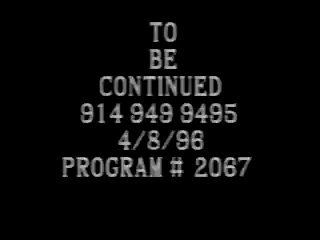 TO
BE
CONTINUED
914 949 9495
4/8/96
PROGRAM # 2067